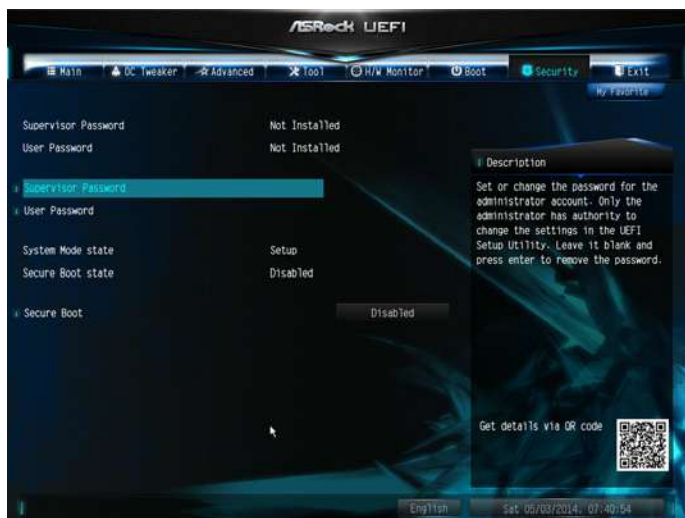 ASRock UEFI
Main OC Tweaker Advanced Tool H/W Monitor Boot Security Exit
My Favorite
Supervisor Password Not Installed
User Password Not Installed
Description
Supervisor Password
User Password
Set or change the password for the
administrator account. Only the
administrator has authority to
change the settings in the UEFI
Setup Utility. Leave it blank and
press enter to remove the password.
System Mode state Setup
Secure Boot state Disabled
Secure Boot Disabled
Get details via QR code
English Sat 05/03/2014. 07:40:54